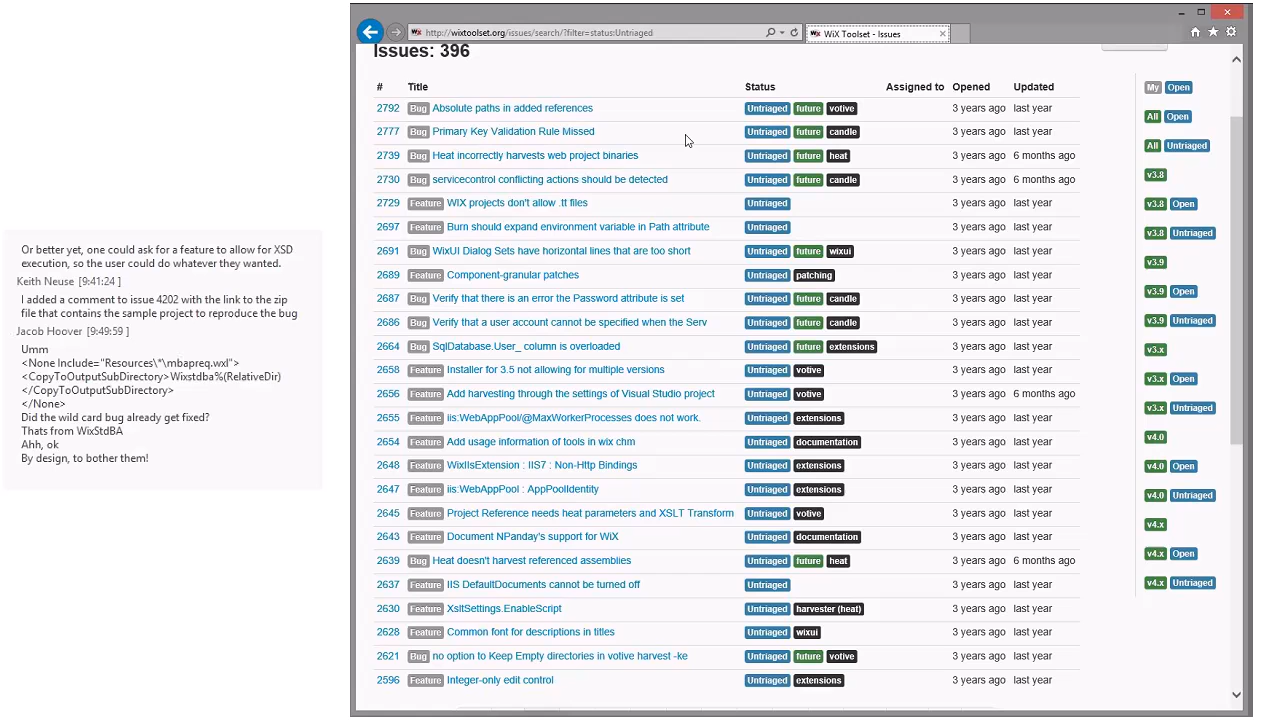 Or better yet, one could ask for a feature to allow for XSD
execution, so the user could do whatever they wanted.
Keith Neuse [9:41:24 ]
I added a comment to issue 4202 with the link to the zip
file that contains the sample project to reproduce the bug
Jacob Hoover [9:49:59 ]
Umm
<None Include="Resources\*\mbapreq.wxl">
<CopyToOutputSubDirectory>Wixstdba%(RelativeDir)
</CopyToOutputSubDirectory>
</None>
Did the wild card bug already get fixed?
Thats from WixStdBA
Ahh, ok
By design, to bother them!
http://wixtoolset.org/issues/search/?filter=status:Untriaged
WiX Toolset - Issues
Issues: 396
# Title Status Assigned to Opened Updated
2792 Bug Absolute paths in added references Untriaged future votive 3 years ago last year
2777 Bug Primary Key Validation Rule Missed Untriaged future candle 3 years ago last year
2739 Bug Heat incorrectly harvests web project binaries Untriaged future heat 3 years ago 6 months ago
2730 Bug servicecontrol conflicting actions should be detected Untriaged future candle 3 years ago 6 months ago
2729 Feature WIX projects don't allow .tt files Untriaged 3 years ago last year
2697 Feature Burn should expand environment variable in Path attribute Untriaged 3 years ago last year
2691 Bug WixUI Dialog Sets have horizontal lines that are too short Untriaged future wixui 3 years ago last year
2689 Feature Component-granular patches Untriaged patching 3 years ago last year
2687 Bug Verify that there is an error the Password attribute is set Untriaged future candle 3 years ago last year
2686 Bug Verify that a user account cannot be specified when the Serv Untriaged future candle 3 years ago last year
2664 Bug SqlDatabase.User_ column is overloaded Untriaged future extensions 3 years ago last year
2658 Feature Installer for 3.5 not allowing for multiple versions Untriaged votive 3 years ago last year
2656 Feature Add harvesting through the settings of Visual Studio project Untriaged votive 3 years ago 6 months ago
2655 Feature iis:WebAppPool/@MaxWorkerProcesses does not work. Untriaged extensions 3 years ago last year
2654 Feature Add usage information of tools in wix chm Untriaged documentation 3 years ago last year
2648 Feature WixIIsExtension : IIS7 : Non-Http Bindings Untriaged extensions 3 years ago last year
2647 Feature iis:WebAppPool : AppPoolIdentity Untriaged extensions 3 years ago last year
2645 Feature Project Reference needs heat parameters and XSLT Transform Untriaged votive 3 years ago last year
2643 Feature Document NPanday's support for WiX Untriaged documentation 3 years ago last year
2639 Bug Heat doesn't harvest referenced assemblies Untriaged future heat 3 years ago 6 months ago
2637 Feature IIS DefaultDocuments cannot be turned off Untriaged 3 years ago last year
2630 Feature XsltSettings.EnableScript Untriaged harvester (heat) 3 years ago last year
2628 Feature Common font for descriptions in titles Untriaged wixui 3 years ago last year
2621 Bug no option to Keep Empty directories in votive harvest -ke Untriaged future votive 3 years ago last year
2596 Feature Integer-only edit control Untriaged extensions 3 years ago last year
My Open
All Open
All Untriaged
v3.8
v3.8 Open
v3.8 Untriaged
v3.9
v3.9 Open
v3.9 Untriaged
v3.x
v3.x Open
v3.x Untriaged
v4.0
v4.0 Open
v4.0 Untriaged
v4.x
v4.x Open
v4.x Untriaged